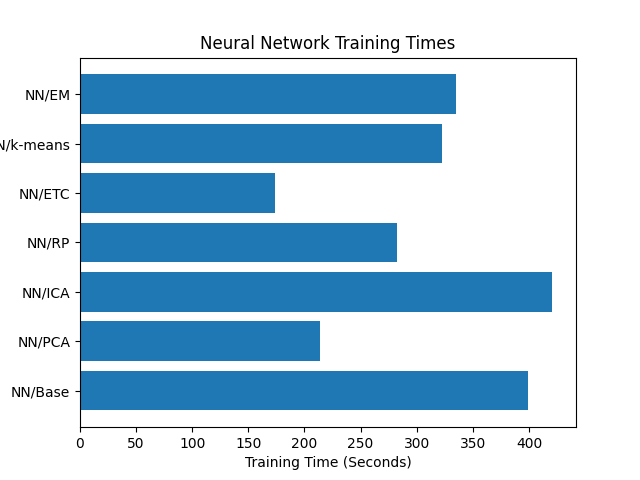 Neural Network Training Times
NN/EM
N/k-means
NN/ETC
NN/RP
NN/ICA
NN/PCA
NN/Base
0 50 100 150 200 250 300 350 400
Training Time (Seconds)